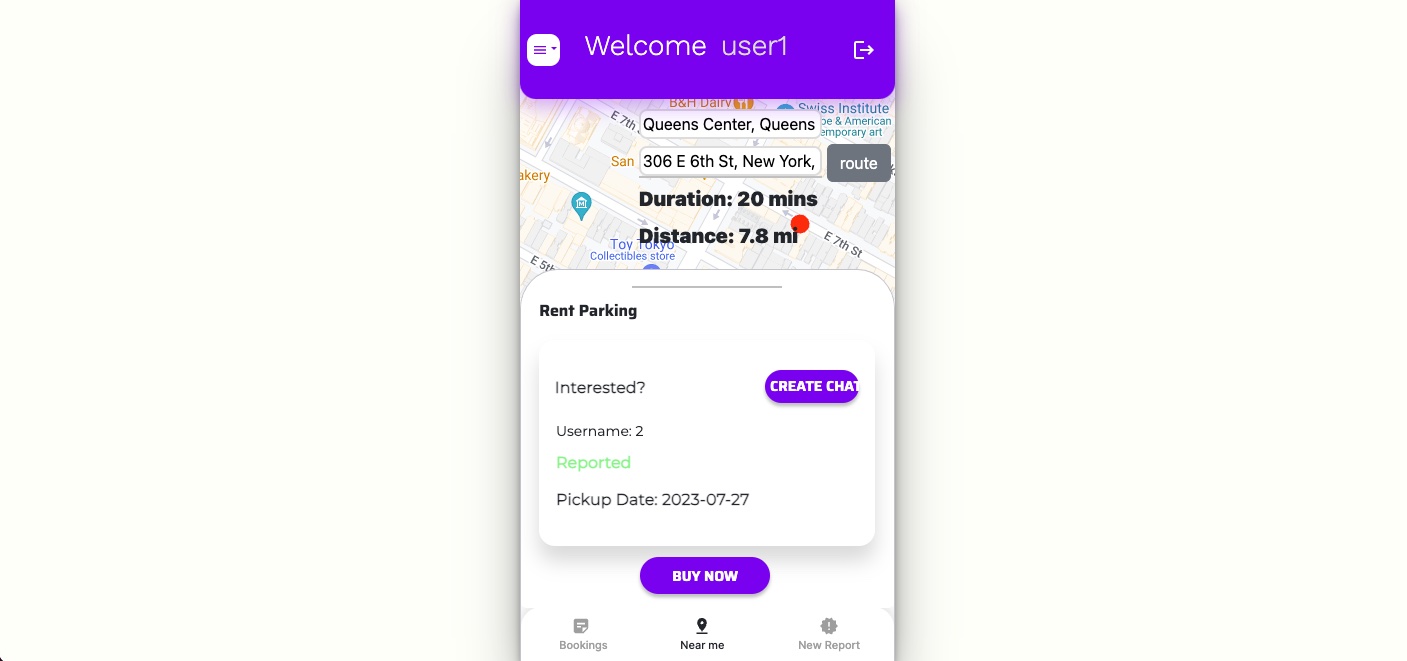 Welcome user1
B&H Dairy
Swiss Institute
pe & American
temporary art
E 7th
Queens Center, Queens
San
306 E 6th St, New York,
route
akery
Duration: 20 mins
Distance: 7.8 mi
E 7th St
Toy Tokyo
Collectibles store
E 5th
Rent Parking
Interested?
CREATE CHAT
Username: 2
Reported
Pickup Date: 2023-07-27
BUY NOW
Bookings
Near me
New Report